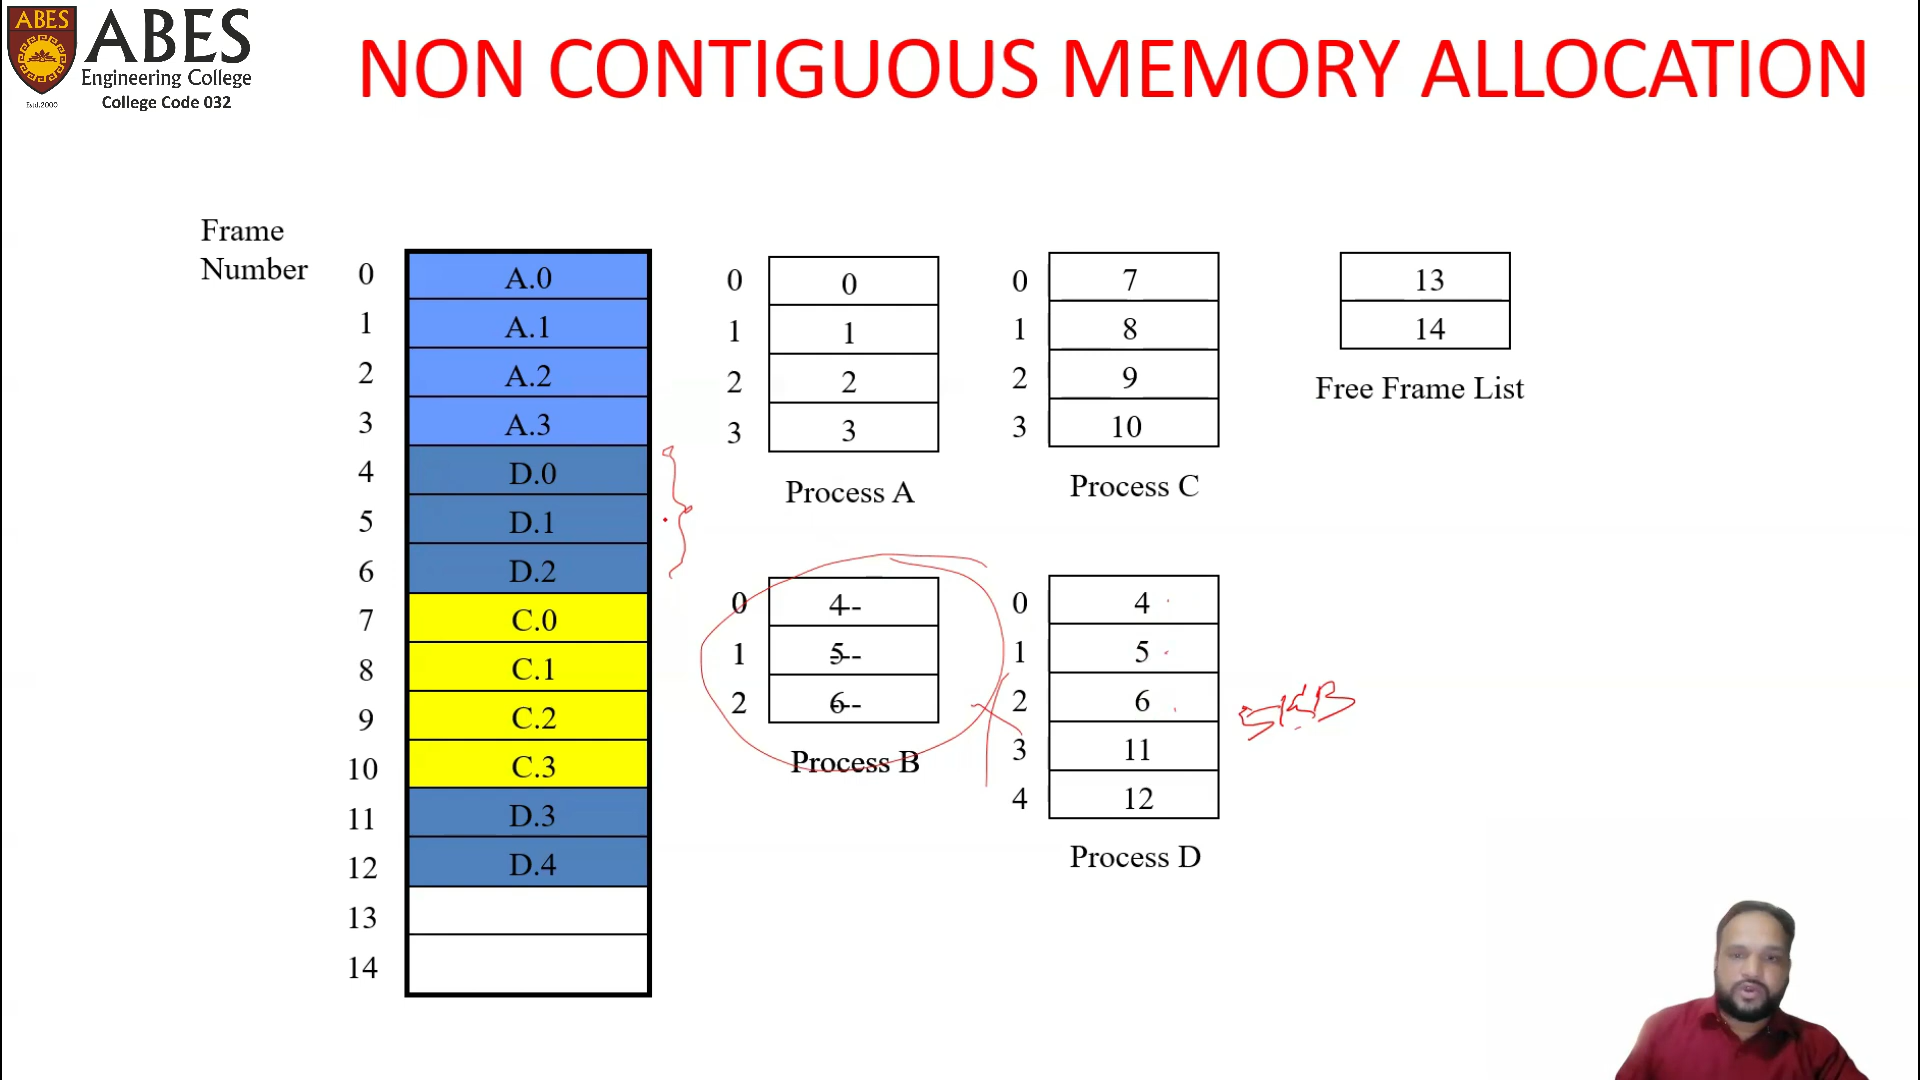 ABES
ABES
Engineering College
College Code 032
Estd.2000
NON CONTIGUOUS MEMORY ALLOCATION
Frame
Number
0 A.0
1 A.1
2 A.2
3 A.3
4 D.0
5 D.1
6 D.2
7 C.0
8 C.1
9 C.2
10 C.3
11 D.3
12 D.4
13
14
0 0
1 1
2 2
3 3
Process A
0 7
1 8
2 9
3 10
Process C
13
14
Free Frame List
0 4--
1 5--
2 6--
Process B
0 4
1 5
2 6
3 11
4 12
Process D